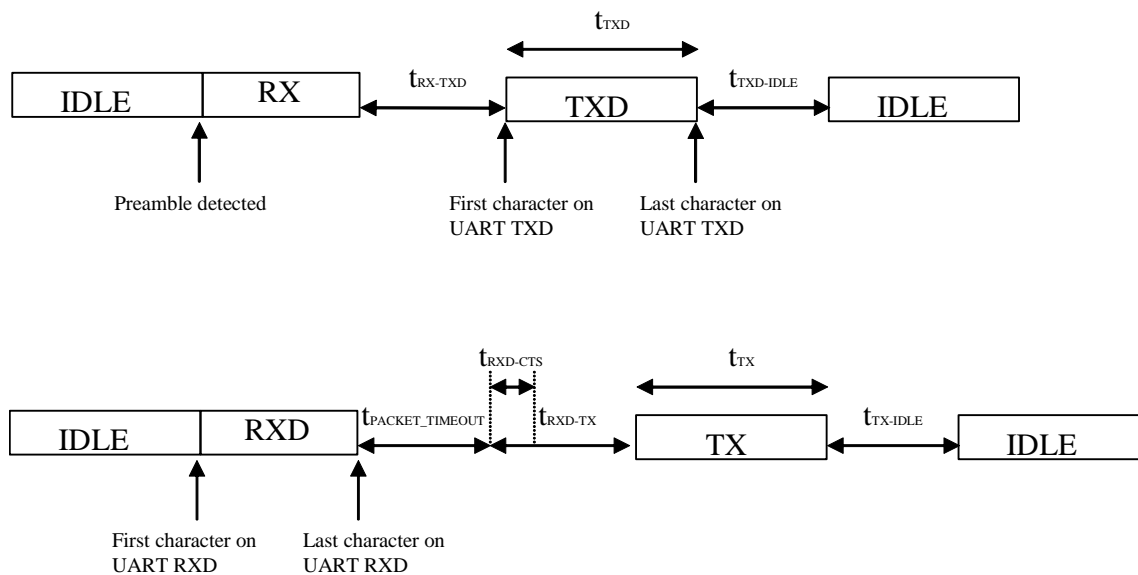 tTXD
IDLE RX tRX-TXD TXD tTXD-IDLE IDLE
Preamble detected
First character on
UART TXD
Last character on
UART TXD
tRXD-CTS
tTX
IDLE RXD tPACKET_TIMEOUT tRXD-TX TX tTX-IDLE IDLE
First character on
UART RXD
Last character on
UART RXD